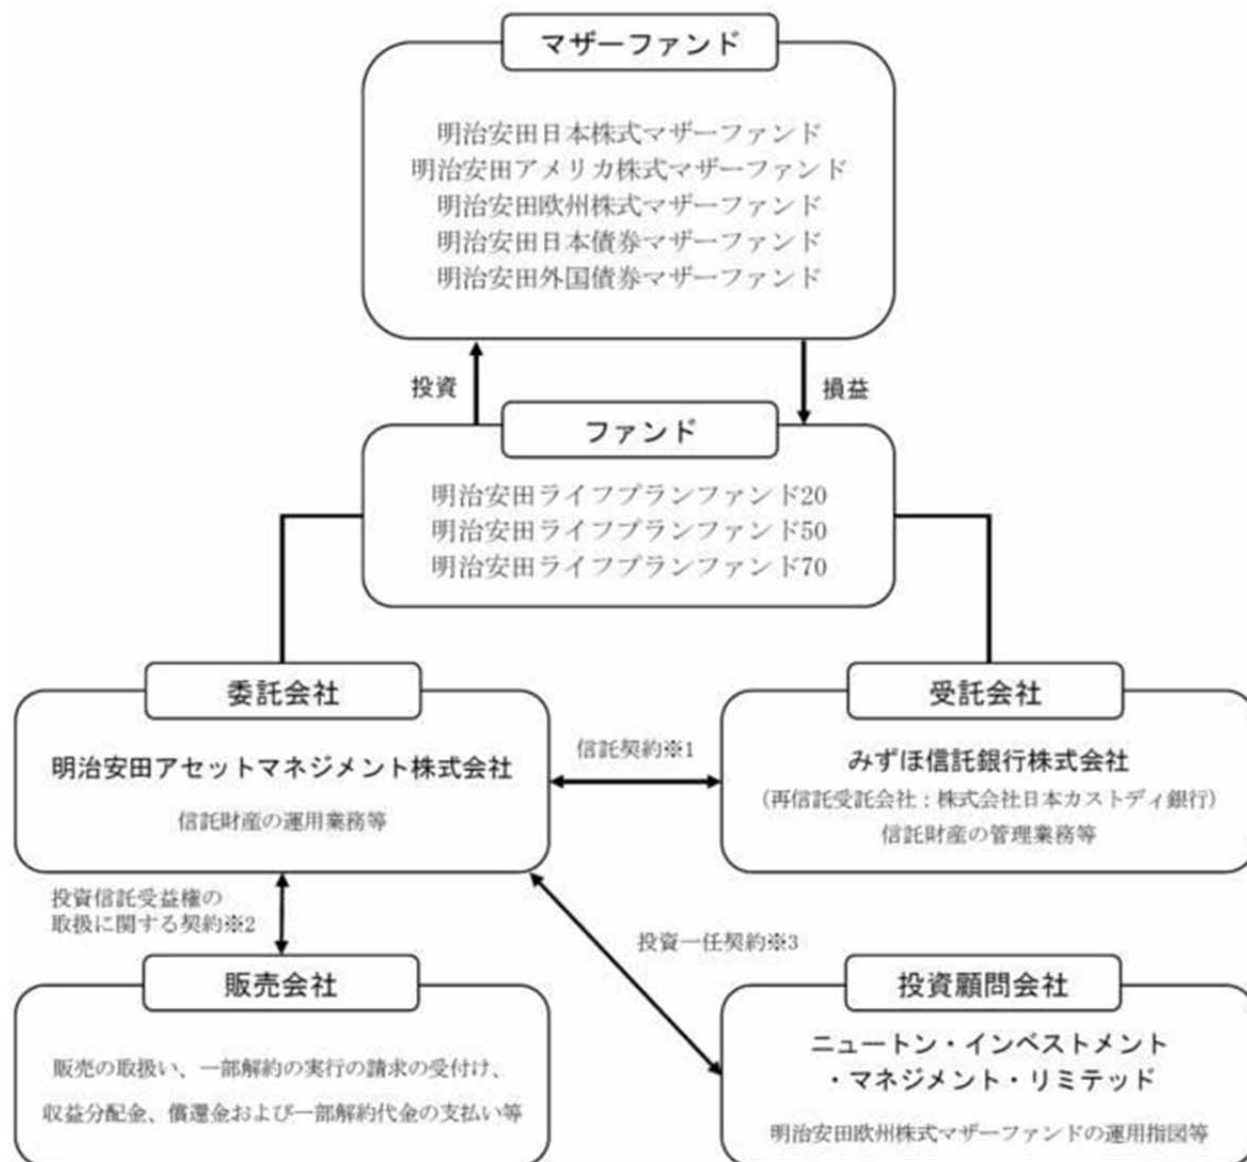 マザーファンド
明治安田日本株式マザーファンド
明治安田アメリカ株式マザーファンド
明治安田欧州株式マザーファンド
明治安田日本債券マザーファンド
明治安田外国債券マザーファンド
投資
損益
ファンド
明治安田ライフプランファンド20
明治安田ライフプランファンド50
明治安田ライフプランファンド70
委託会社
明治安田アセットマネジメント株式会社
信託財産の運用業務等
信託契約※1
受託会社
みずほ信託銀行株式会社
(再信託受託会社：株式会社日本カストディ銀行)
信託財産の管理業務等
投資信託受益権の
取扱に関する契約※2
投資一任契約※3
販売会社
販売の取扱い、一部解約の実行の請求の受付け、
収益分配金、償還金および一部解約代金の支払い等
投資顧問会社
ニュートン・インベストメント
・マネジメント・リミテッド
明治安田欧州株式マザーファンドの運用指図等